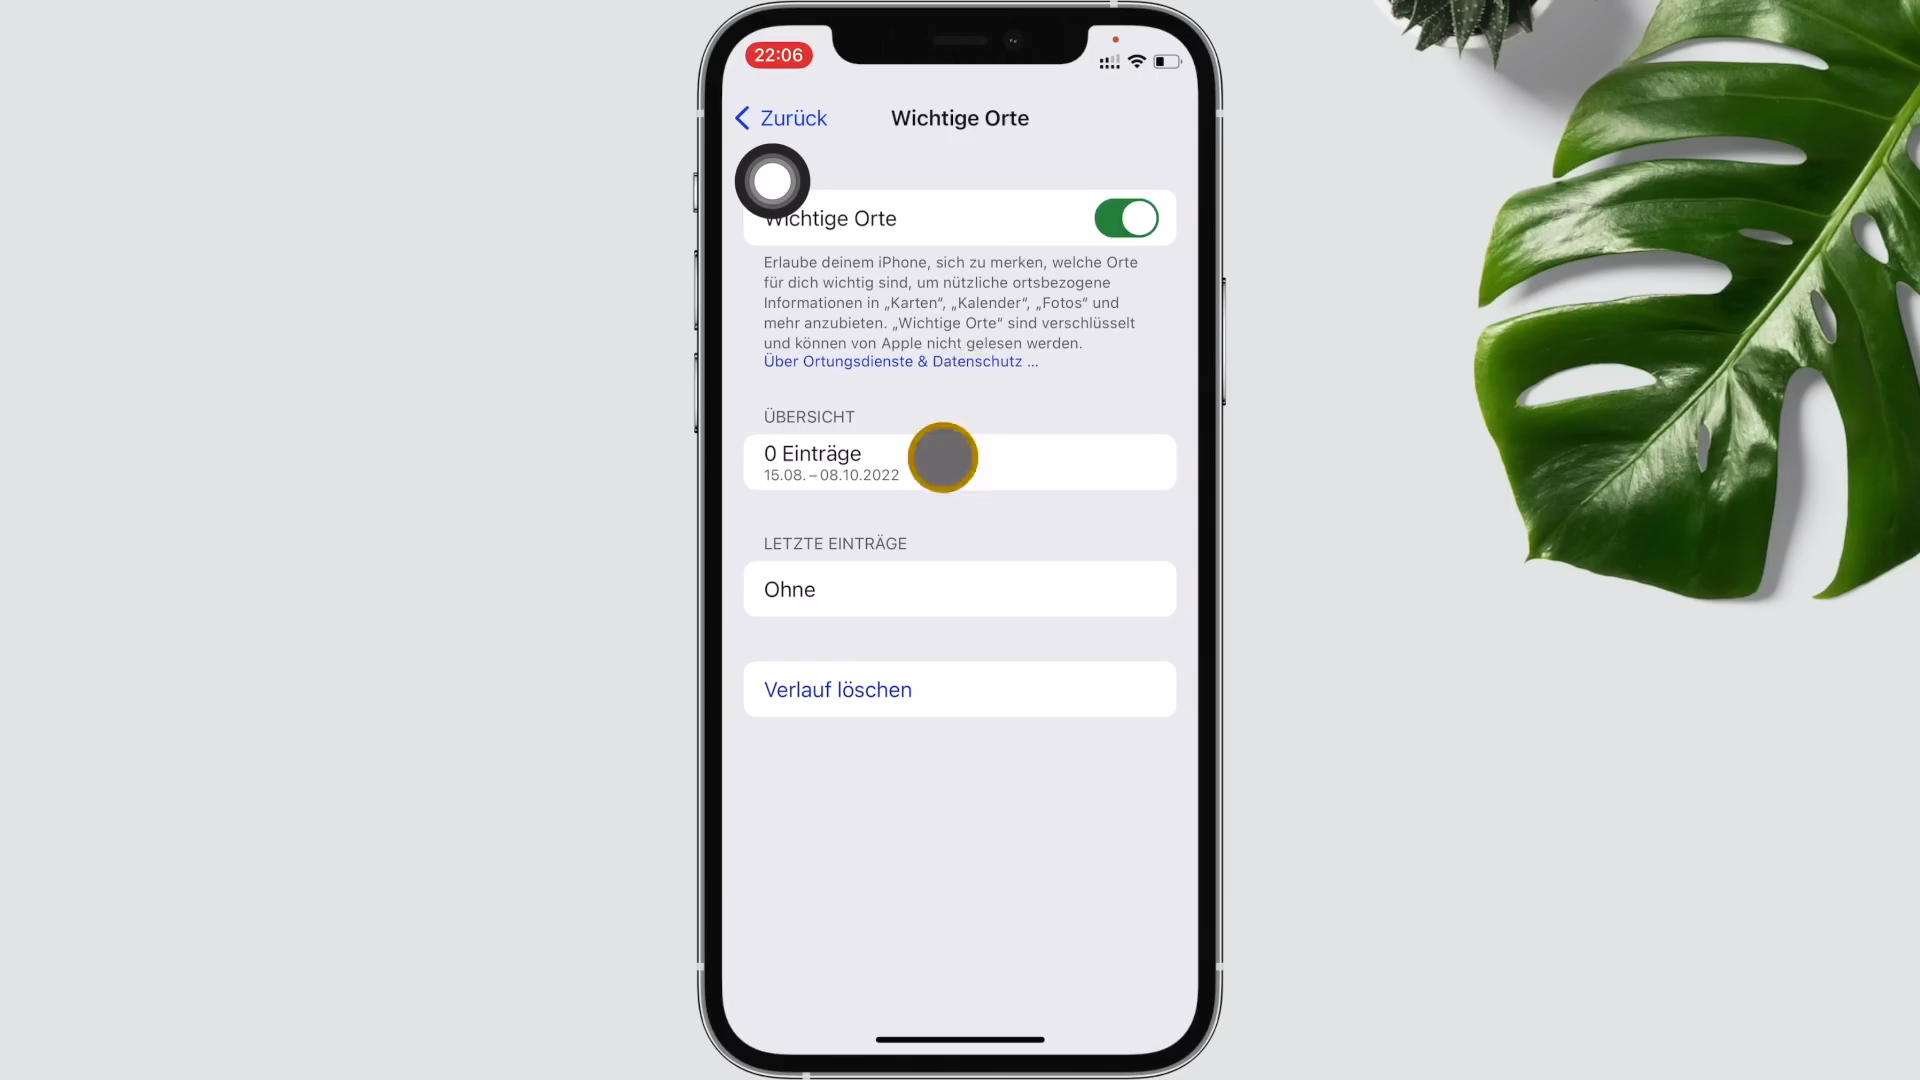 22:06
Zurück
Wichtige Orte
Wichtige Orte
Erlaube deinem iPhone, sich zu merken, welche Orte
für dich wichtig sind, um nützliche ortsbezogene
Informationen in „Karten“, „Kalender“, „Fotos“ und
mehr anzubieten. „Wichtige Orte“ sind verschlüsselt
und können von Apple nicht gelesen werden.
Über Ortungsdienste & Datenschutz ...
ÜBERSICHT
0 Einträge
15.08. – 08.10.2022
LETZTE EINTRÄGE
Ohne
Verlauf löschen